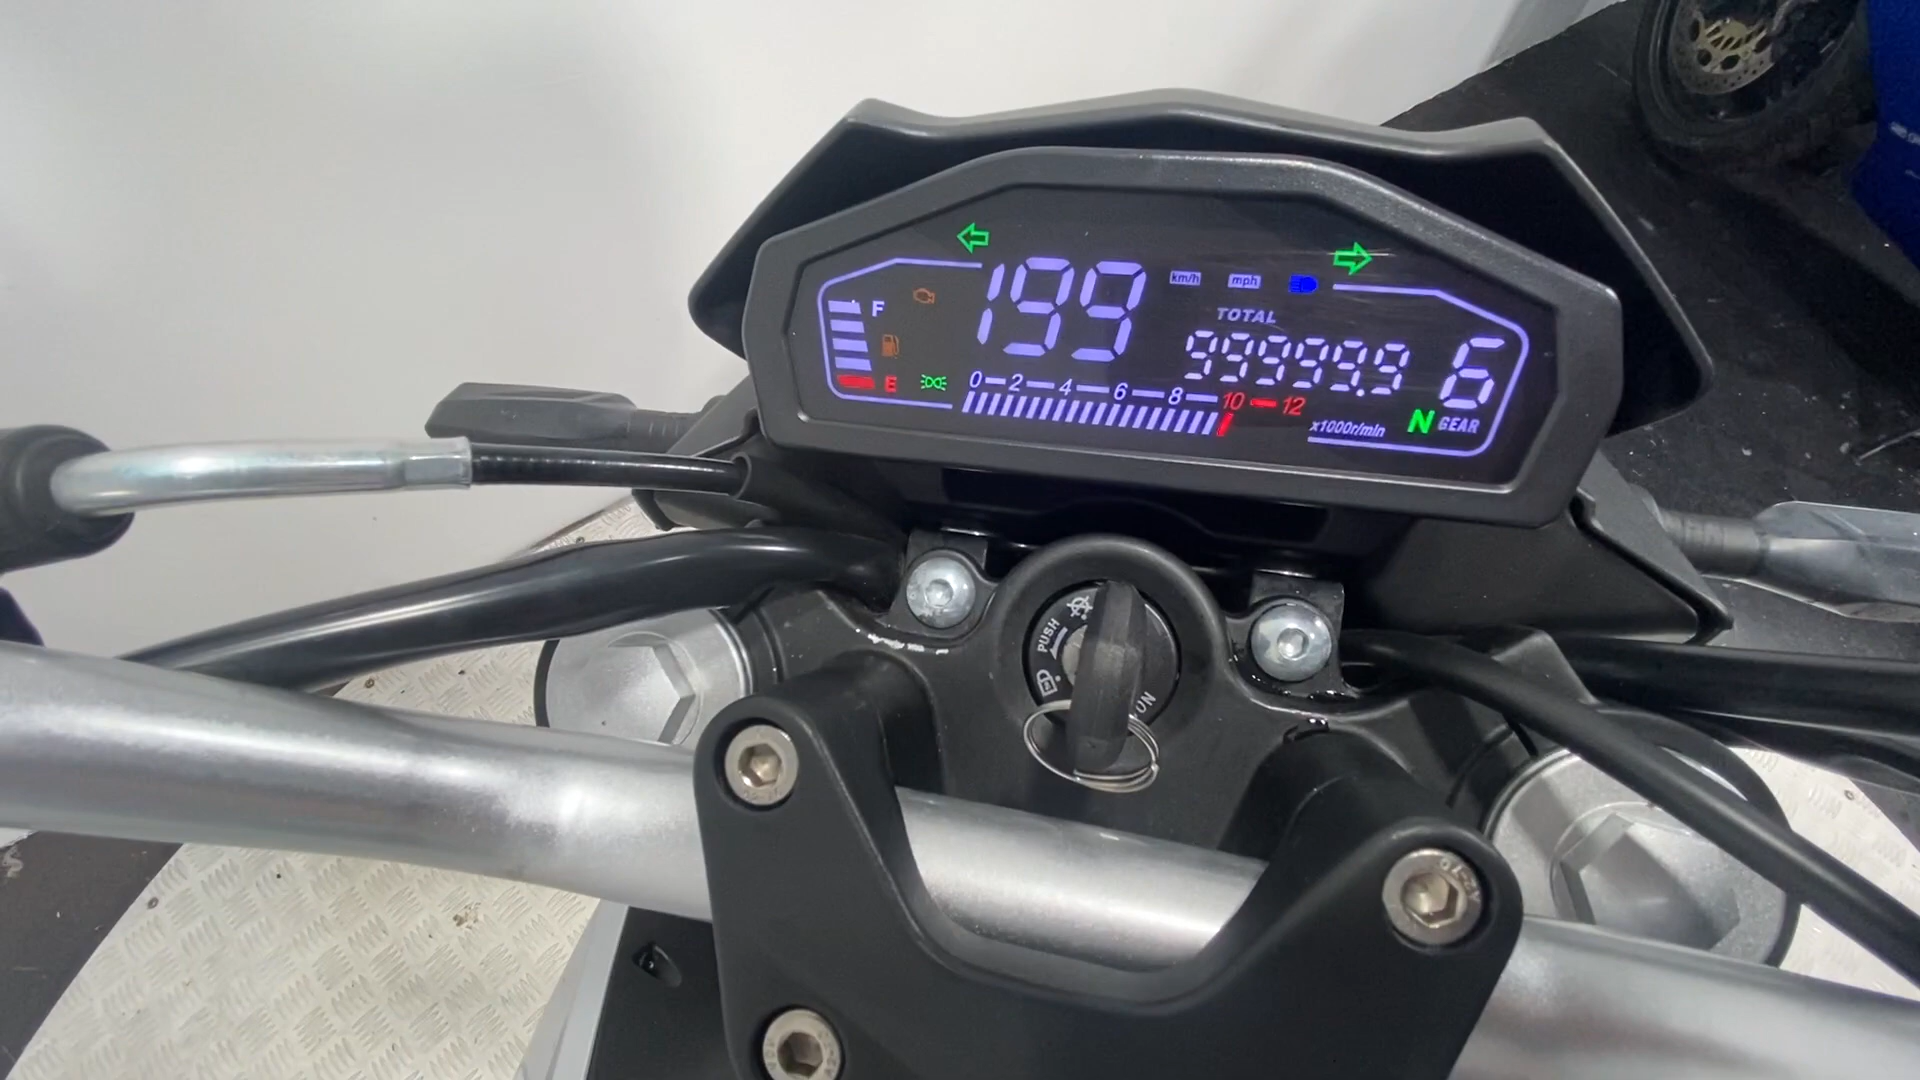 199
km/h mph
F
TOTAL
99999.9
6
E
0 2 4 6 8 10 12
x1000r/min
N GEAR
PUSH
ON